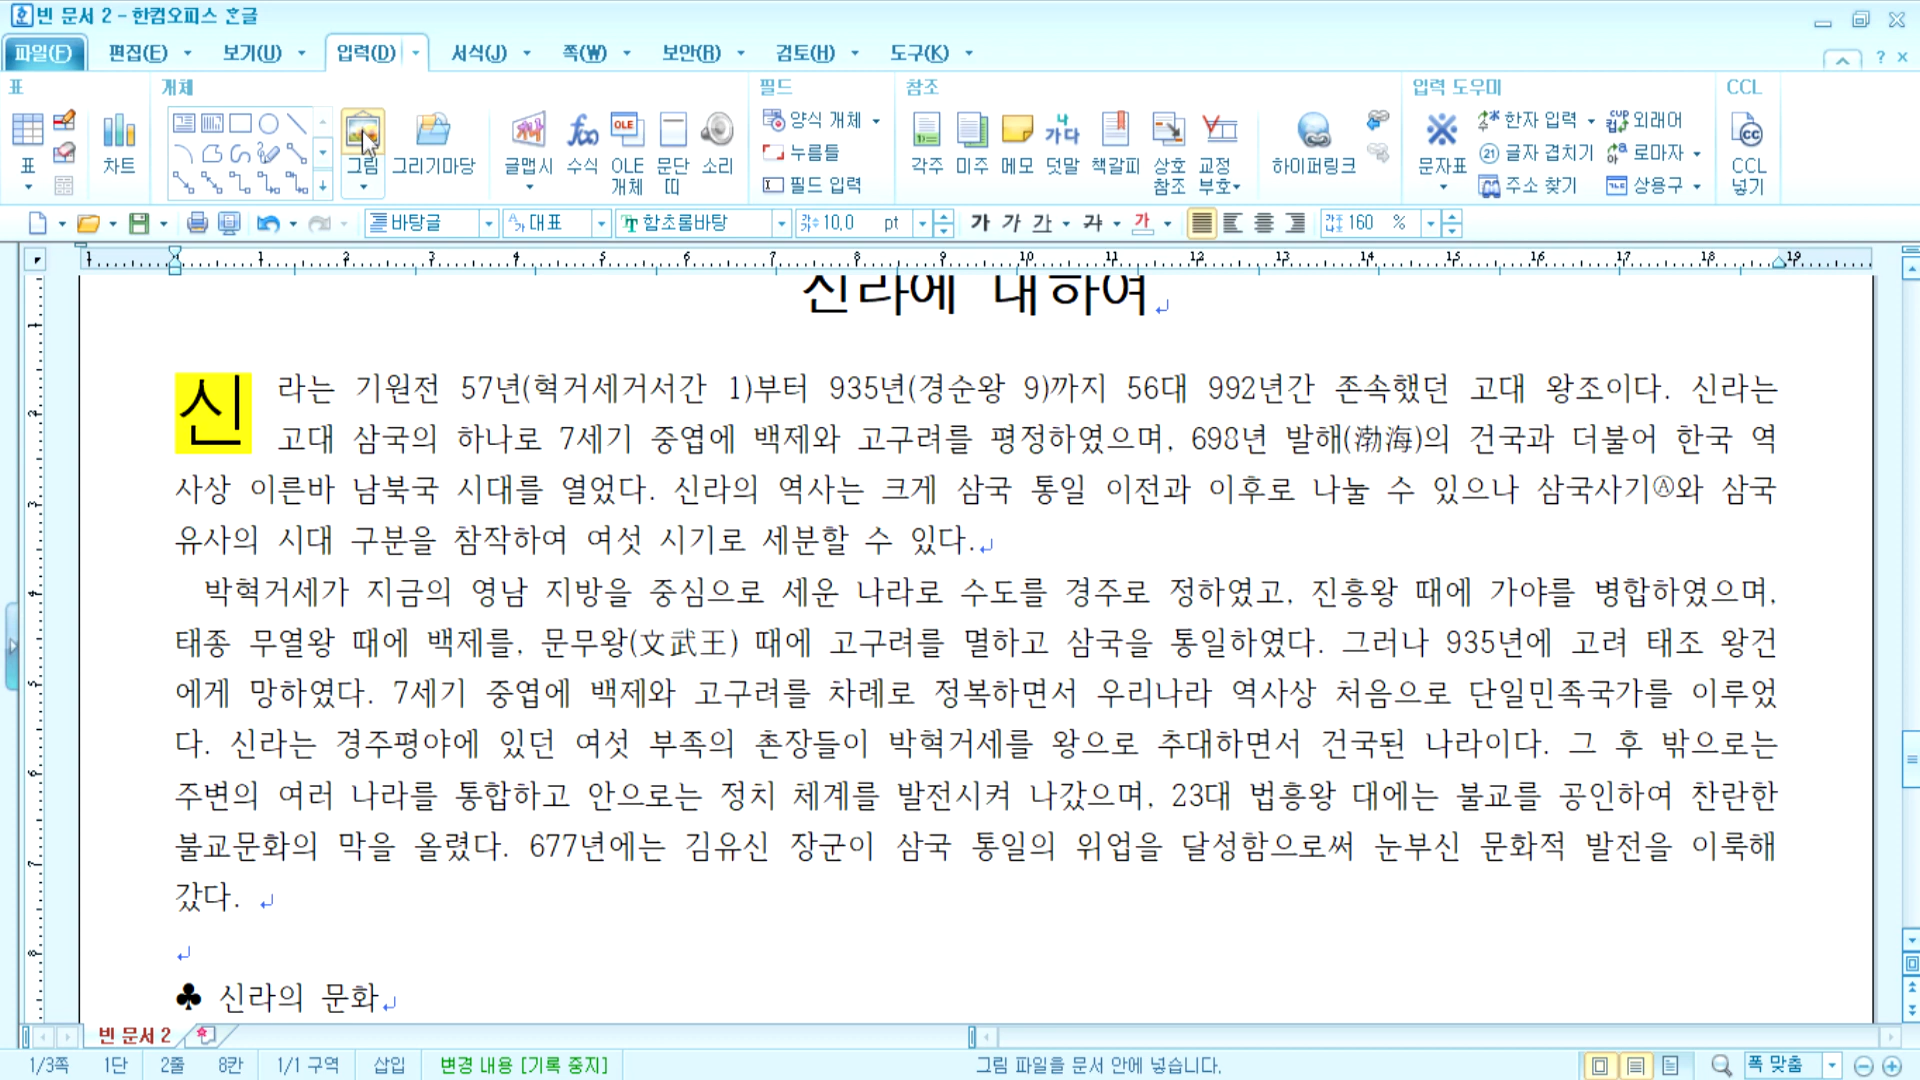 빈 문서 2 - 한컴오피스 흔글
파일(F) 편집(E) 보기(U) 입력(D) 서식(J) 쪽(W) 보안(R) 검토(H) 도구(K)
표 개체 필드 참조 입력 도우미 CCL
표 차트 그림 그리기마당 글맵시 수식 OLE 개체 문단 띠 소리
양식 개체
누름틀
필드 입력
각주 미주 메모 덧말 책갈피 상호 참조 교정 부호 하이퍼링크
문자표 한자 입력 외래어
글자 겹치기 로마자
주소 찾기 상용구
CCL 넣기
바탕글 대표 함초롬바탕 10.0 pt 가 가 가 가 가 160 %
1 1 2 3 4 5 6 7 8 9 10 11 12 13 14 15 16 17 18 19
신라에 대하여
신라는 기원전 57년(혁거세거서간 1)부터 935년(경순왕 9)까지 56대 992년간 존속했던 고대 왕조이다. 신라는
고대 삼국의 하나로 7세기 중엽에 백제와 고구려를 평정하였으며, 698년 발해(渤海)의 건국과 더불어 한국 역
사상 이른바 남북국 시대를 열었다. 신라의 역사는 크게 삼국 통일 이전과 이후로 나눌 수 있으나 삼국사기Ⓐ와 삼국
유사의 시대 구분을 참작하여 여섯 시기로 세분할 수 있다.
박혁거세가 지금의 영남 지방을 중심으로 세운 나라로 수도를 경주로 정하였고, 진흥왕 때에 가야를 병합하였으며,
태종 무열왕 때에 백제를, 문무왕(文武王) 때에 고구려를 멸하고 삼국을 통일하였다. 그러나 935년에 고려 태조 왕건
에게 망하였다. 7세기 중엽에 백제와 고구려를 차례로 정복하면서 우리나라 역사상 처음으로 단일민족국가를 이루었
다. 신라는 경주평야에 있던 여섯 부족의 촌장들이 박혁거세를 왕으로 추대하면서 건국된 나라이다. 그 후 밖으로는
주변의 여러 나라를 통합하고 안으로는 정치 체계를 발전시켜 나갔으며, 23대 법흥왕 대에는 불교를 공인하여 찬란한
불교문화의 막을 올렸다. 677년에는 김유신 장군이 삼국 통일의 위업을 달성함으로써 눈부신 문화적 발전을 이룩해
갔다.
♣ 신라의 문화
빈 문서 2
1/3쪽 1단 2줄 8칸 1/1 구역 삽입 변경 내용 [기록 중지] 그림 파일을 문서 안에 넣습니다. 폭 맞춤